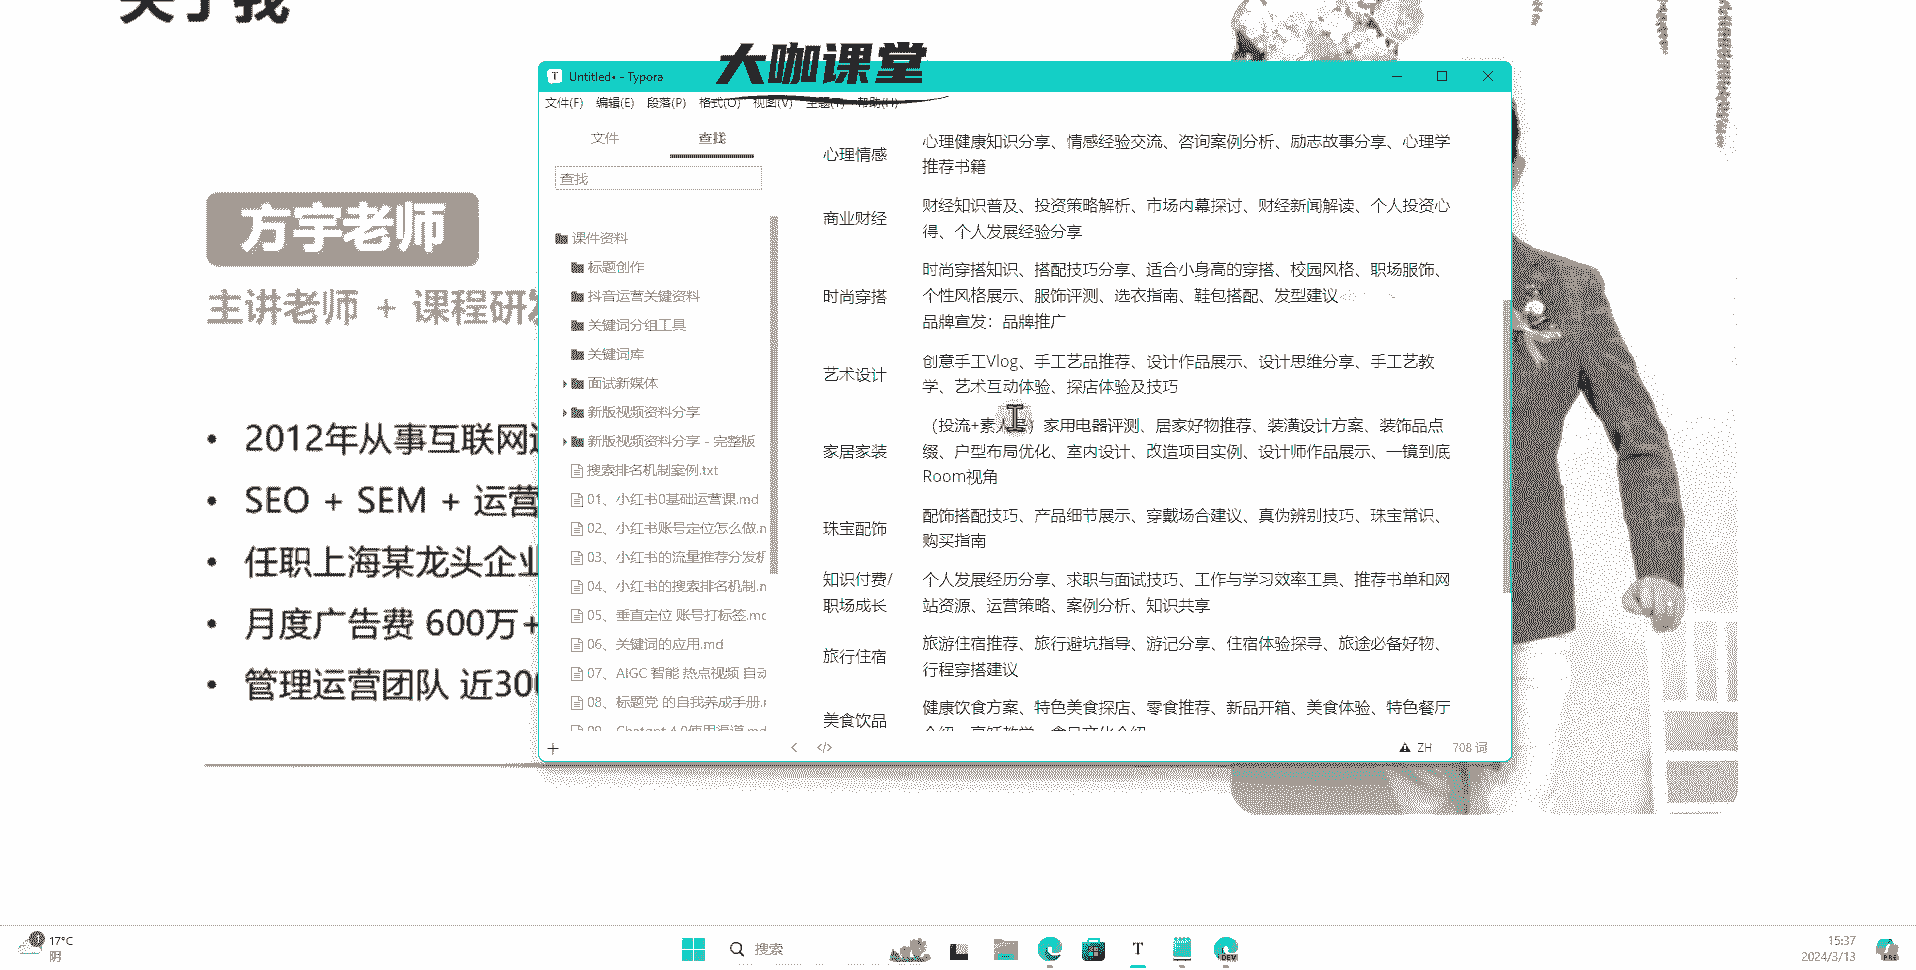 关于我
大咖课堂
方宇老师
主讲老师 + 课程研
2012年从事互联网
SEO + SEM + 运营
任职上海某龙头企业
月度广告费 600万+
管理运营团队 近30
Untitled• - Typora
文件(F) 编辑(E) 段落(P) 格式(O) 视图(V) 主题(T) 帮助(H)
文件 查找
查找
课件资料
标题创作
抖音运营关键资料
关键词分组工具
关键词库
面试新媒体
新版视频资料分享
新版视频资料分享 - 完整版
搜索排名机制案例.txt
01、小红书0基础运营课.md
02、小红书账号定位怎么做.
03、小红书的流量推荐分发机
04、小红书的搜索排名机制.
05、垂直定位 账号打标签.mc
06、关键词的应用.md
07、AIGC 智能 热点视频 自动
08、标题党 的自我养成手册.
09、Chatgpt 4.0使用渠道.md
心理情感
心理健康知识分享、情感经验交流、咨询案例分析、励志故事分享、心理学
推荐书籍
商业财经
财经知识普及、投资策略解析、市场内幕探讨、财经新闻解读、个人投资心
得、个人发展经验分享
时尚穿搭
时尚穿搭知识、搭配技巧分享、适合小身高的穿搭、校园风格、职场服饰、
个性风格展示、服饰评测、选衣指南、鞋包搭配、发型建议
品牌宣发：品牌推广
艺术设计
创意手工Vlog、手工艺品推荐、设计作品展示、设计思维分享、手工艺教
学、艺术互动体验、探店体验及技巧
家居家装
（投流+素 ）家用电器评测、居家好物推荐、装潢设计方案、装饰品点
缀、户型布局优化、室内设计、改造项目实例、设计师作品展示、一镜到底
Room视角
珠宝配饰
配饰搭配技巧、产品细节展示、穿戴场合建议、真伪辨别技巧、珠宝常识、
购买指南
知识付费/
职场成长
个人发展经历分享、求职与面试技巧、工作与学习效率工具、推荐书单和网
站资源、运营策略、案例分析、知识共享
旅行住宿
旅游住宿推荐、旅行避坑指导、游记分享、住宿体验探寻、旅途必备好物、
行程穿搭建议
美食饮品
健康饮食方案、特色美食探店、零食推荐、新品开箱、美食体验、特色餐厅
ZH 708 词
17°C
阴
搜索
DEV
15:37
2024/3/13
PRE